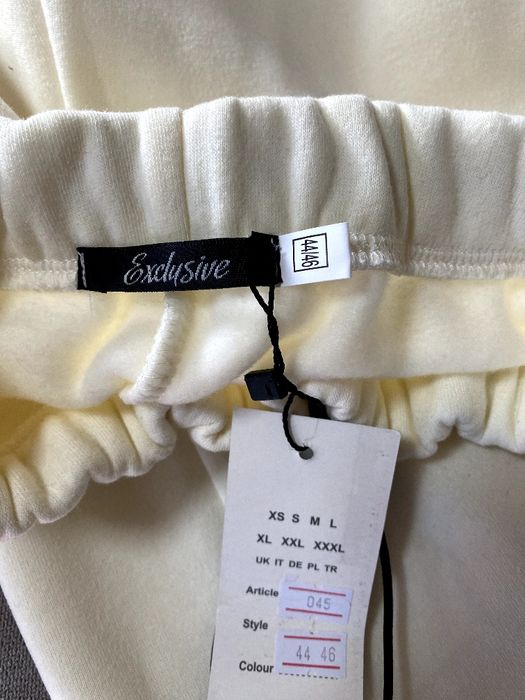 Exclusive
44/46
XS S M L
XL XXL XXXL
UK IT DE PL TR
Article 045
Style
44 46
Colour